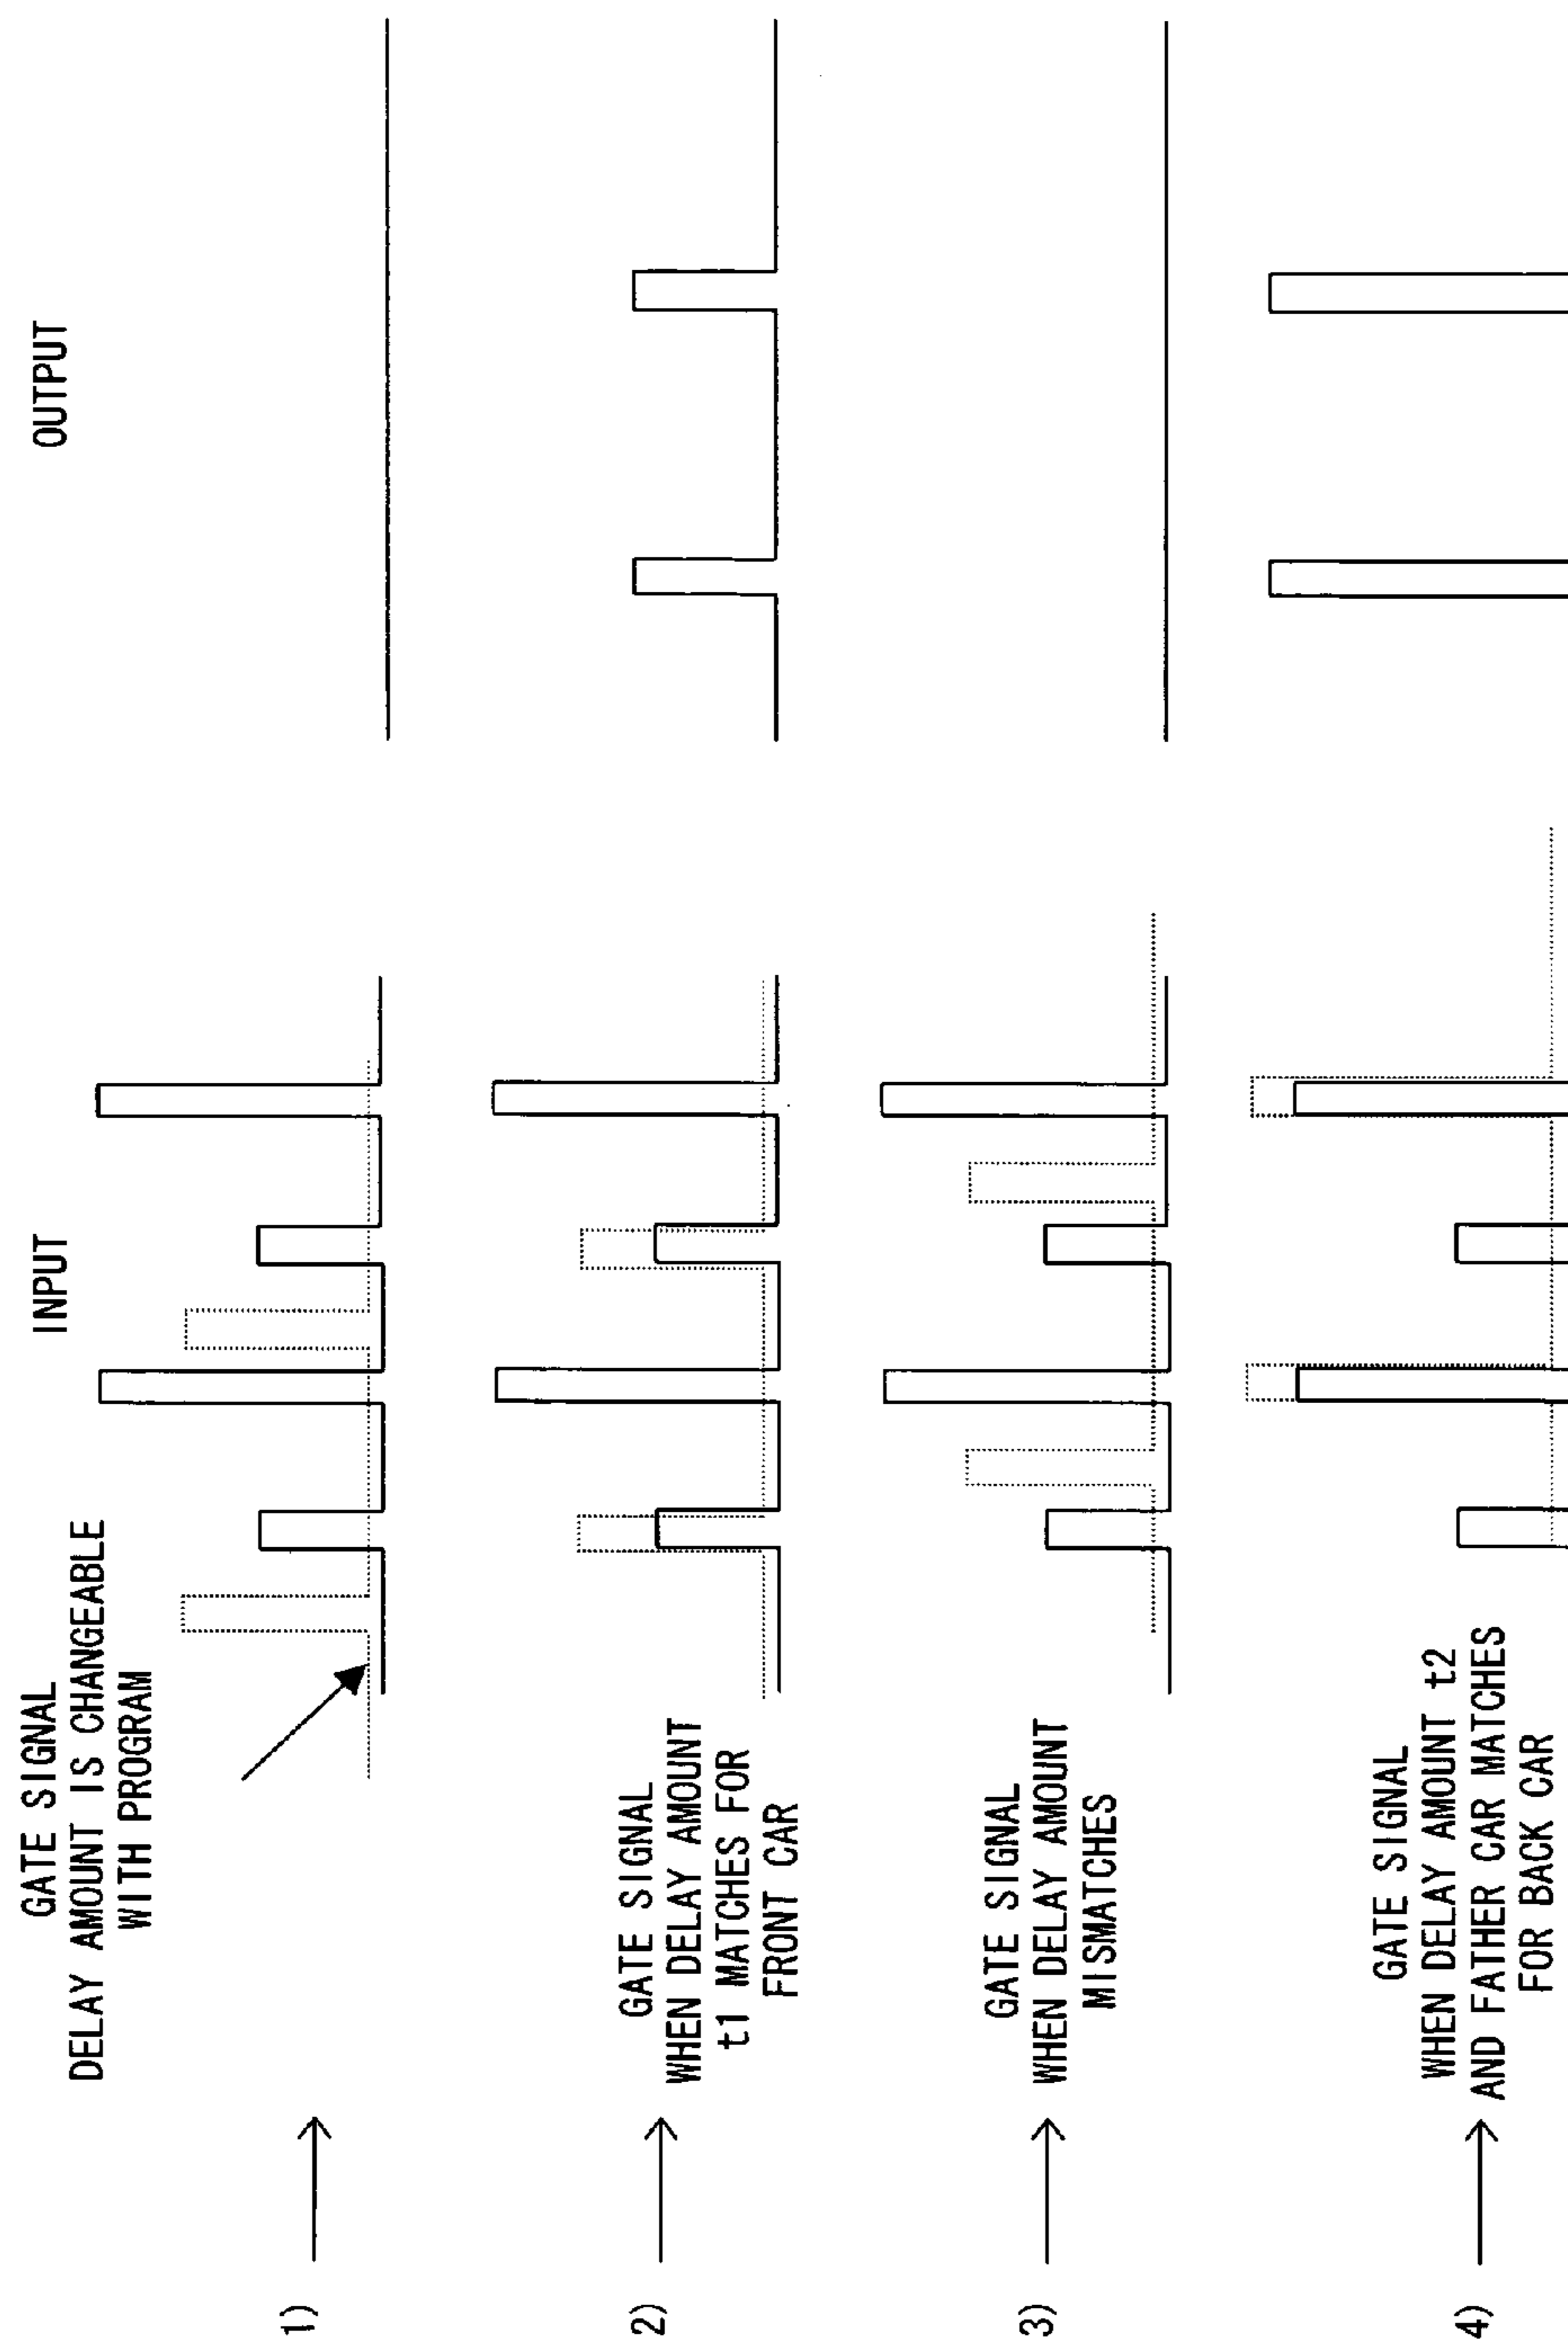 INPUT
OUTPUT
1)
GATE SIGNAL
DELAY AMOUNT IS CHANGEABLE
WITH PROGRAM
2)
GATE SIGNAL
WHEN DELAY AMOUNT
t1 MATCHES FOR
FRONT CAR
3)
GATE SIGNAL
WHEN DELAY AMOUNT
MISMATCHES
4)
GATE SIGNAL
WHEN DELAY AMOUNT t2
AND FATHER CAR MATCHES
FOR BACK CAR